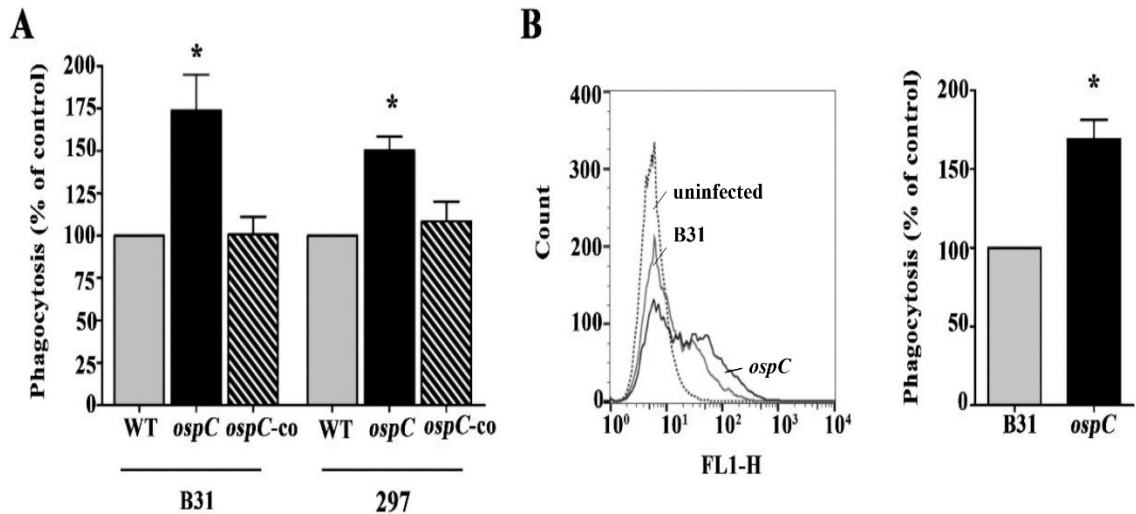 A
Phagocytosis (% of control)
200
175
150
125
100
75
50
25
0
*
*
WT ospC ospC-co WT ospC ospC-co
B31 297
B
Count
400
300
200
100
0
uninfected
B31
ospC
10⁰ 10¹ 10² 10³ 10⁴
FL1-H
Phagocytosis (% of control)
200
150
100
50
0
*
B31 ospC